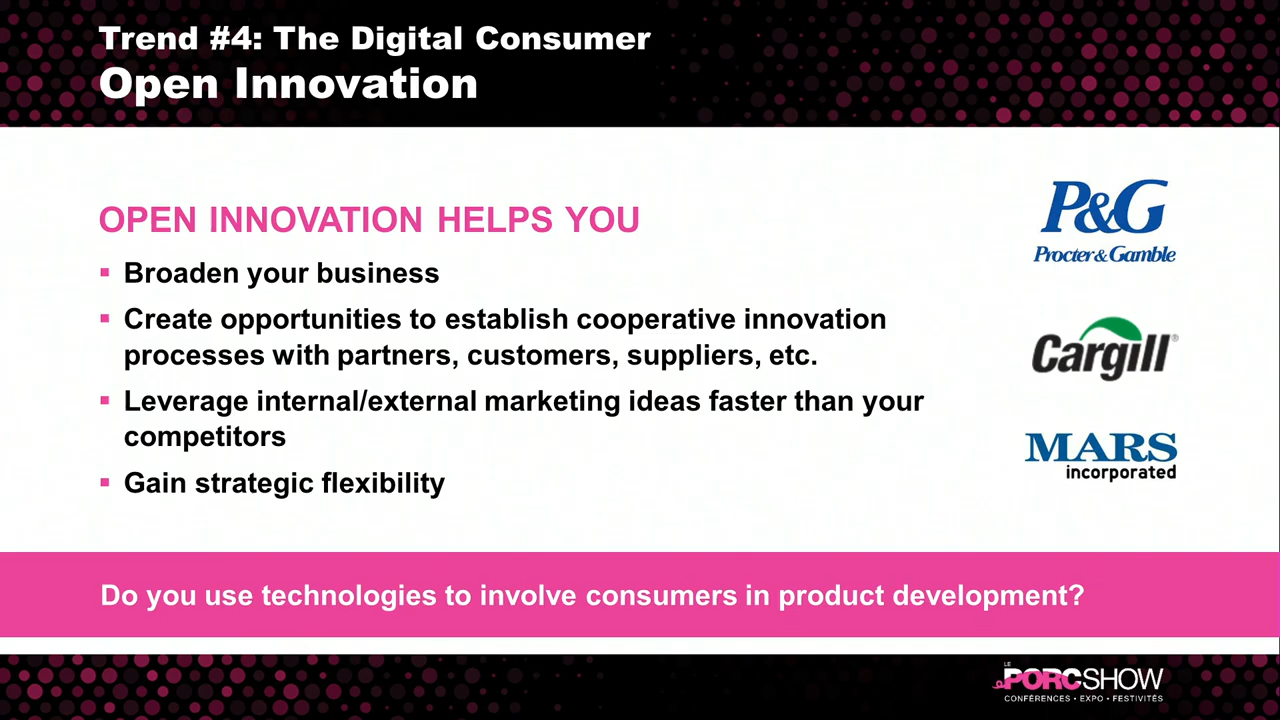 Trend #4: The Digital Consumer
Open Innovation
OPEN INNOVATION HELPS YOU
▪ Broaden your business
▪ Create opportunities to establish cooperative innovation
processes with partners, customers, suppliers, etc.
▪ Leverage internal/external marketing ideas faster than your
competitors
▪ Gain strategic flexibility
P&G
Procter & Gamble
Cargill®
MARS
incorporated
Do you use technologies to involve consumers in product development?
LE
PORCSHOW
CONFÉRENCES • EXPO • FESTIVITÉS